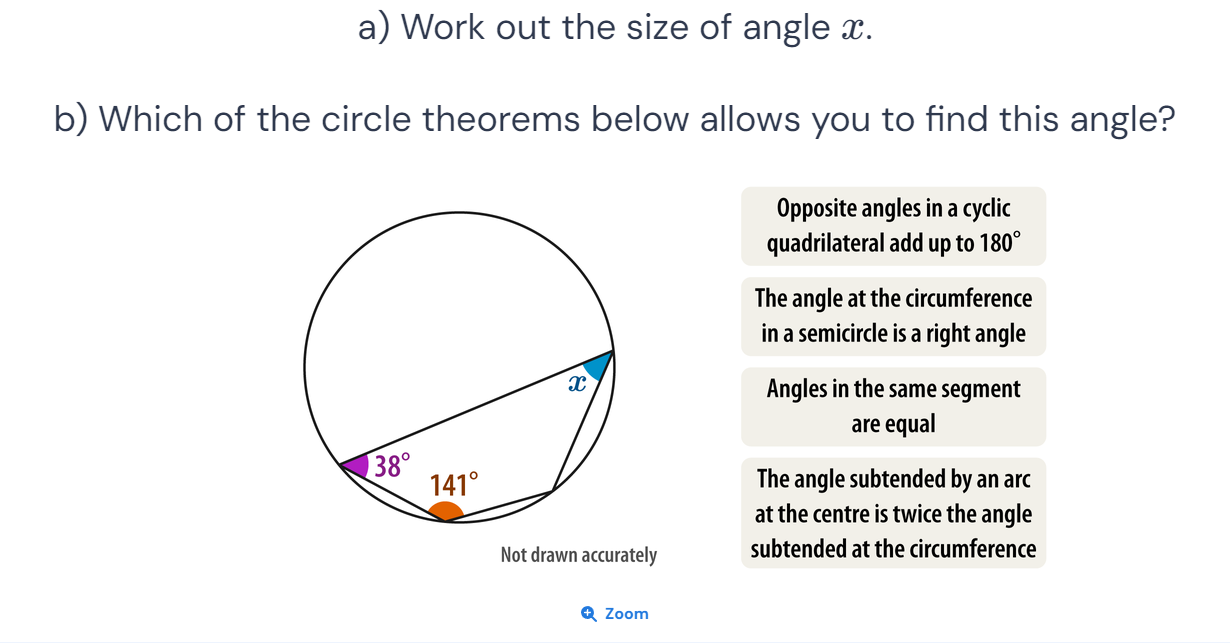 a) Work out the size of angle x.
b) Which of the circle theorems below allows you to find this angle?
Opposite angles in a cyclic
quadrilateral add up to 180°
The angle at the circumference
in a semicircle is a right angle
Angles in the same segment
are equal
The angle subtended by an arc
at the centre is twice the angle
subtended at the circumference
x
38°
141°
Not drawn accurately
Zoom